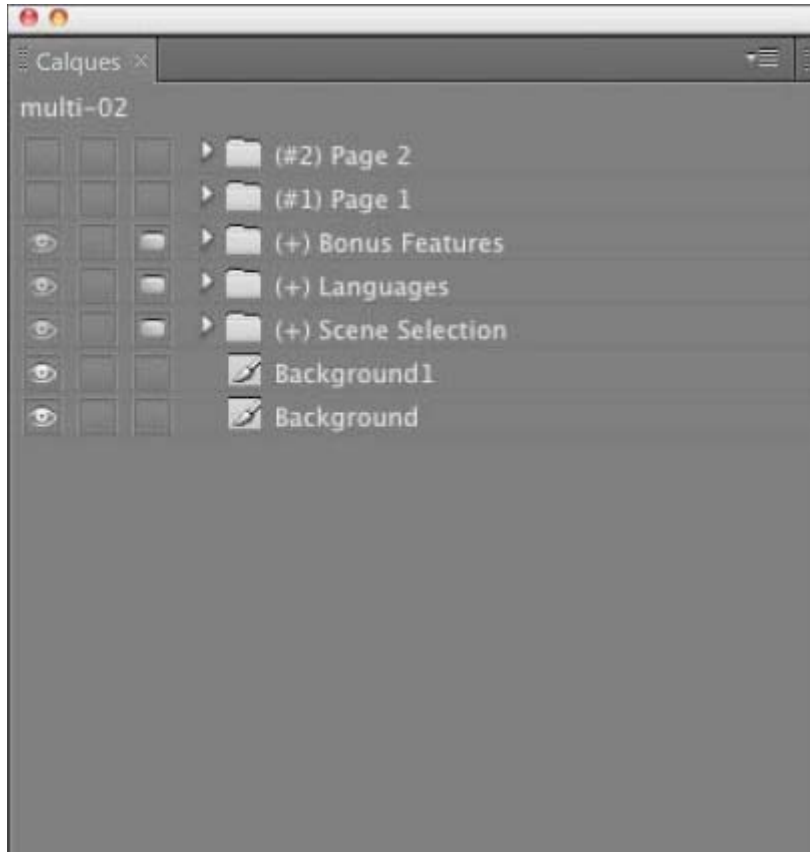 Calques
multi-02
(#2) Page 2
(#1) Page 1
(+) Bonus Features
(+) Languages
(+) Scene Selection
Background1
Background